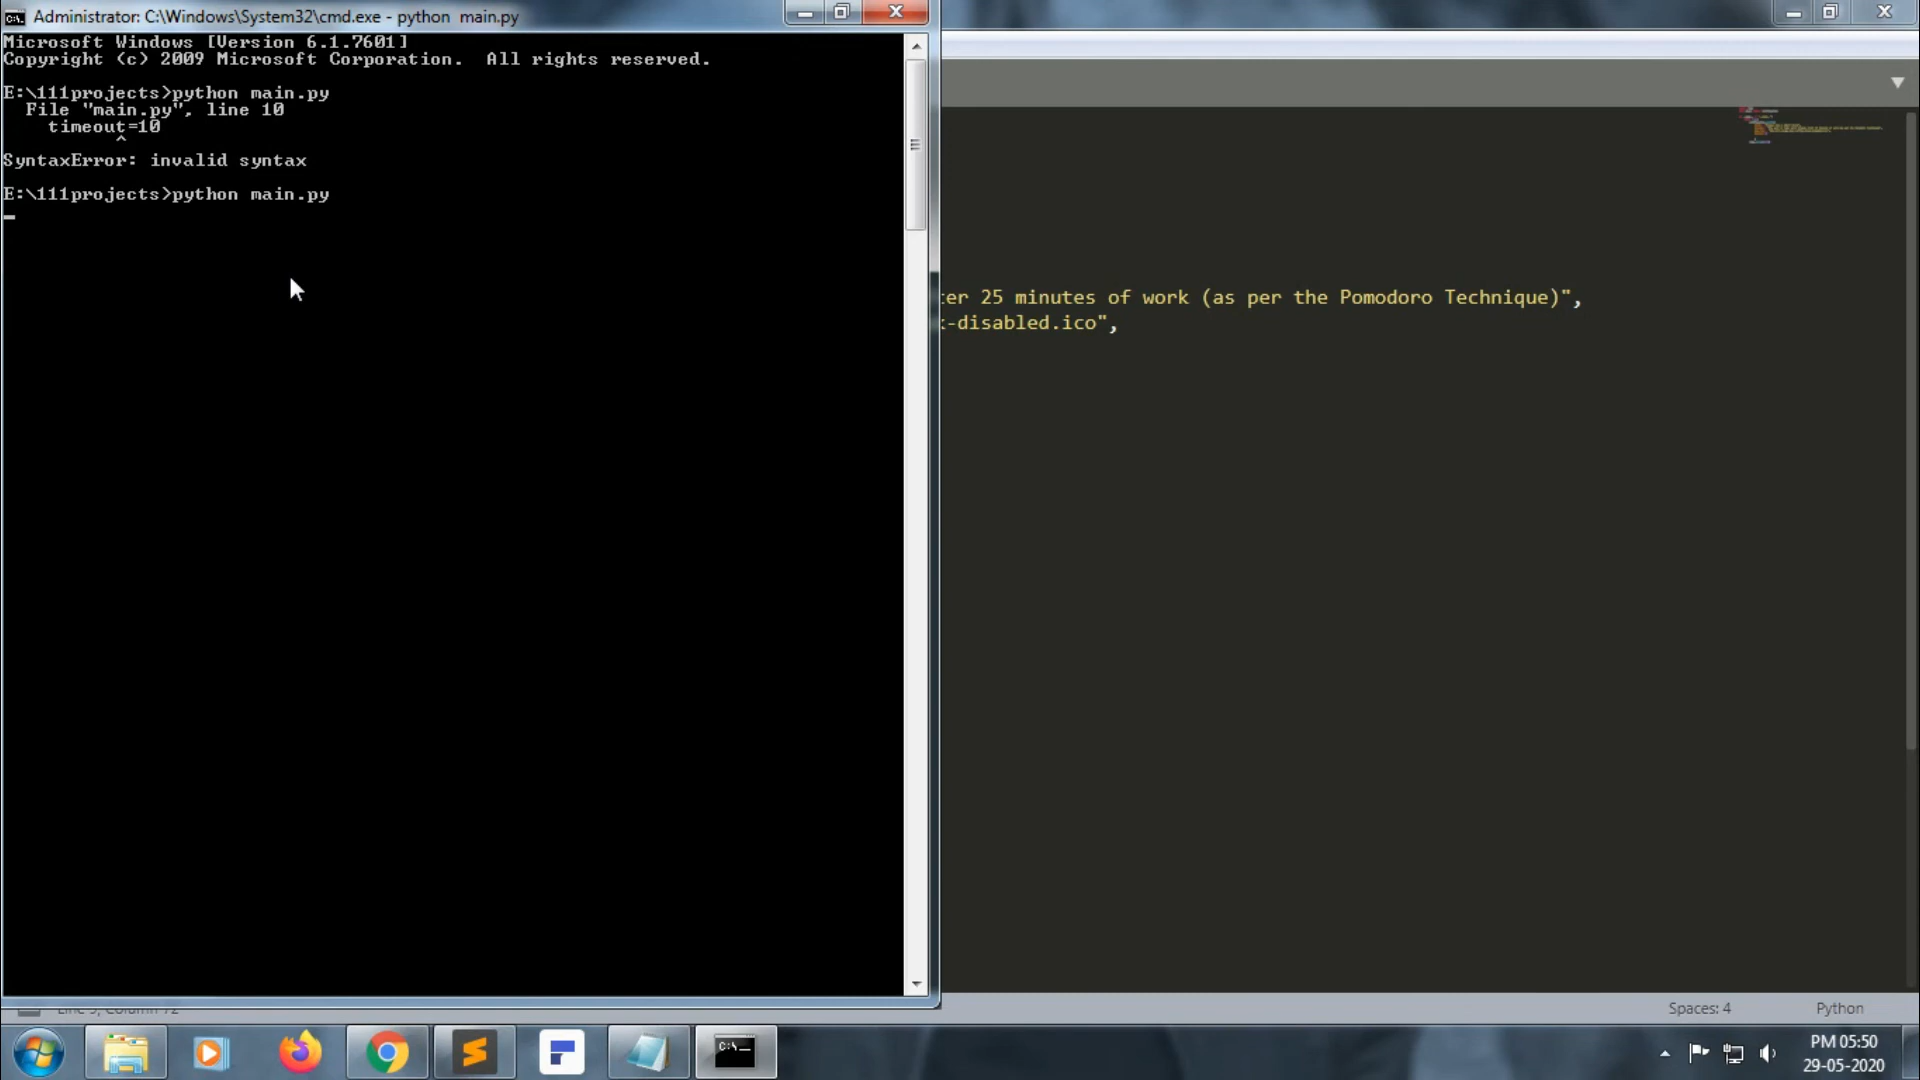 Administrator: C:\Windows\System32\cmd.exe - python  main.py
Microsoft Windows [Version 6.1.7601]
Copyright (c) 2009 Microsoft Corporation.  All rights reserved.
E:\111projects>python main.py
  File "main.py", line 10
    timeout=10
          ^
SyntaxError: invalid syntax
E:\111projects>python main.py
er 25 minutes of work (as per the Pomodoro Technique)",
-disabled.ico",
Spaces: 4
Python
PM 05:50
29-05-2020